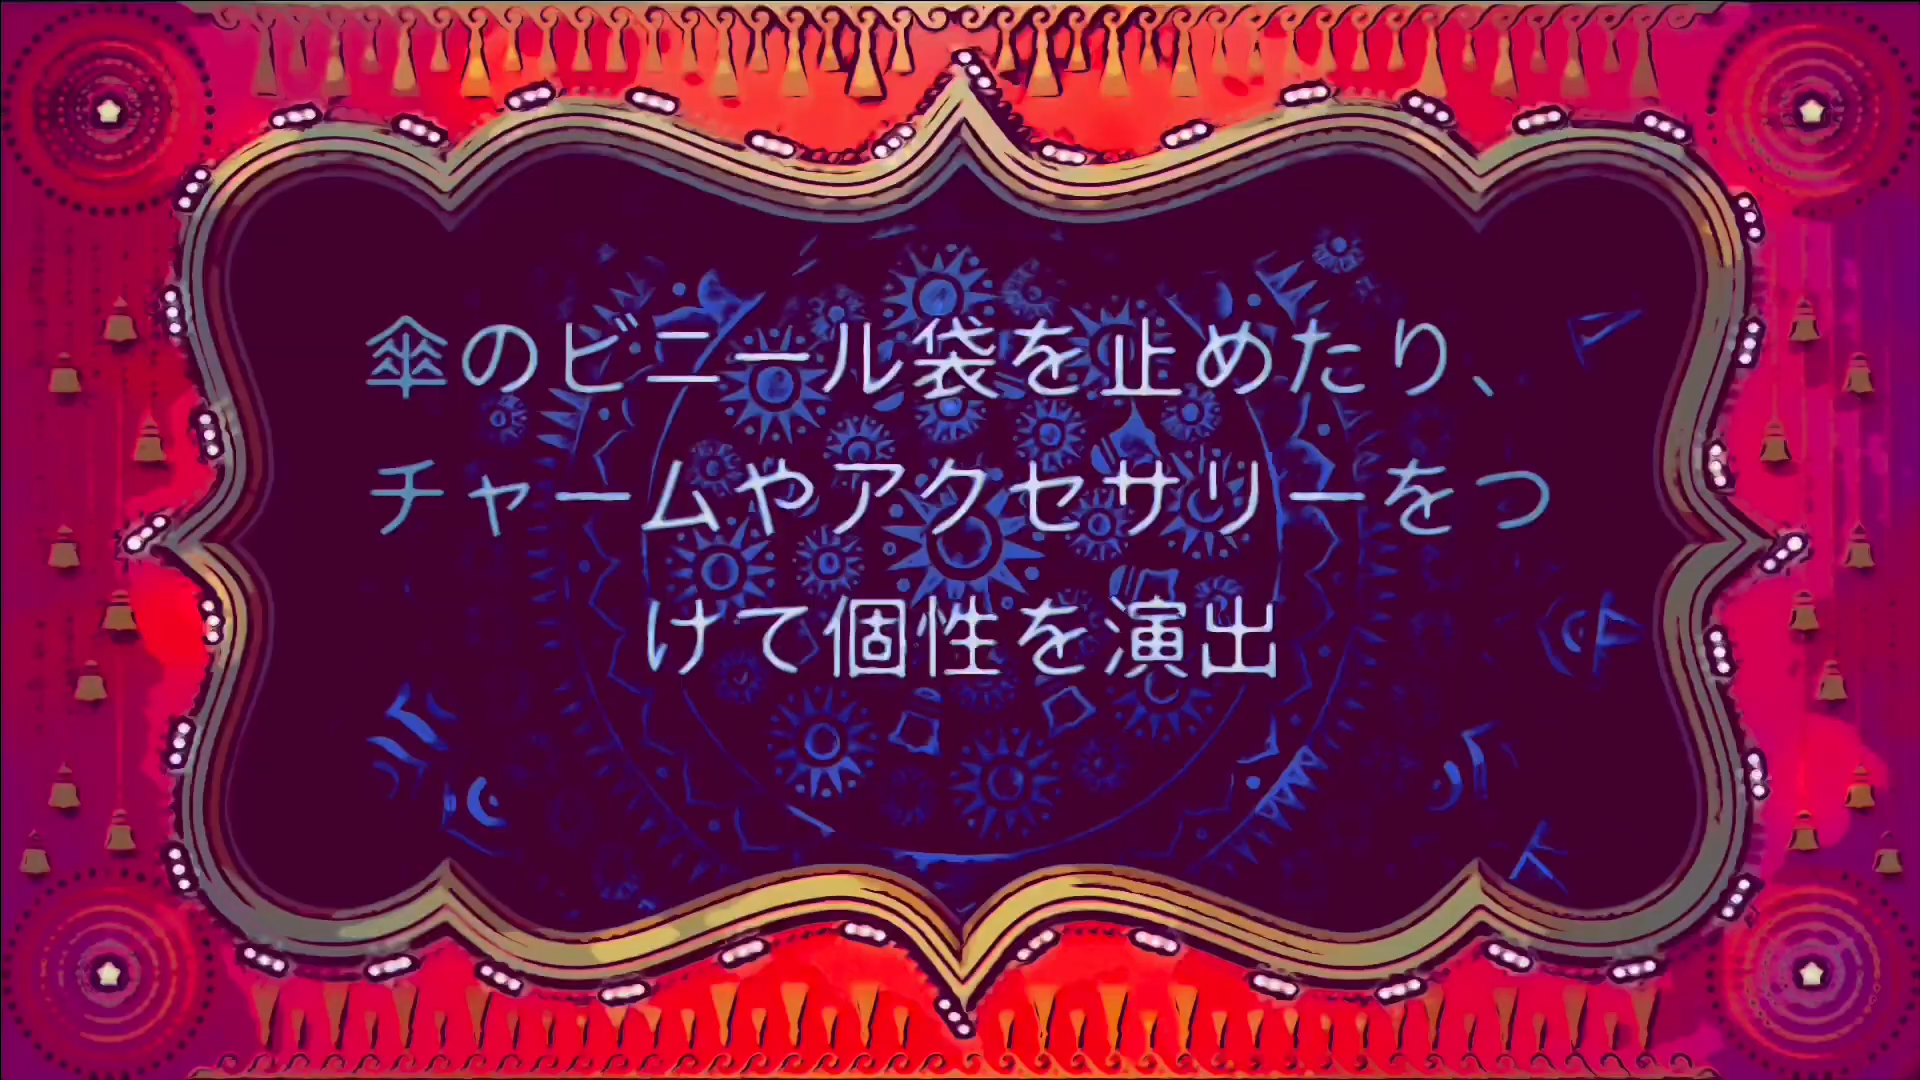 傘のビニール袋を止めたり、
チャームやアクセサリーをつ
けて個性を演出